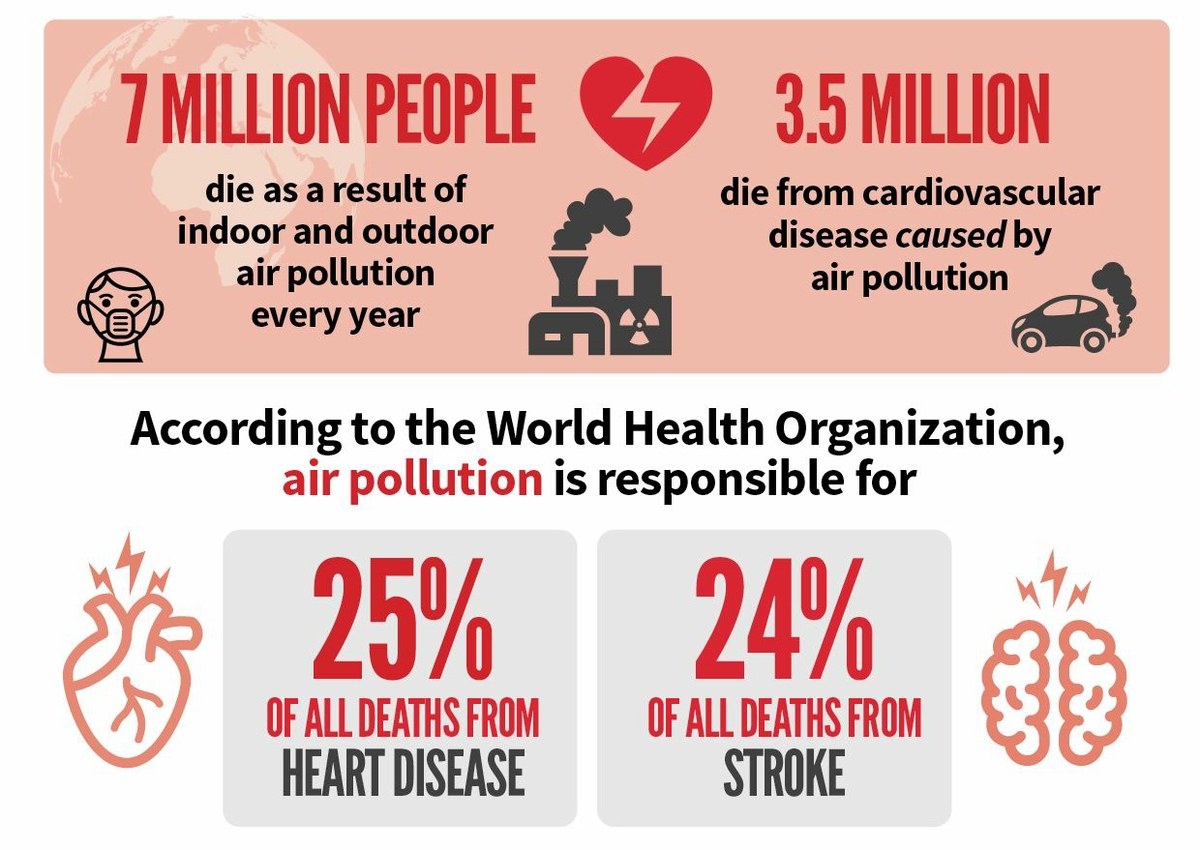 7 MILLION PEOPLE
die as a result of
indoor and outdoor
air pollution
every year
3.5 MILLION
die from cardiovascular
disease caused by
air pollution
According to the World Health Organization,
air pollution is responsible for
25%
OF ALL DEATHS FROM
HEART DISEASE
24%
OF ALL DEATHS FROM
STROKE